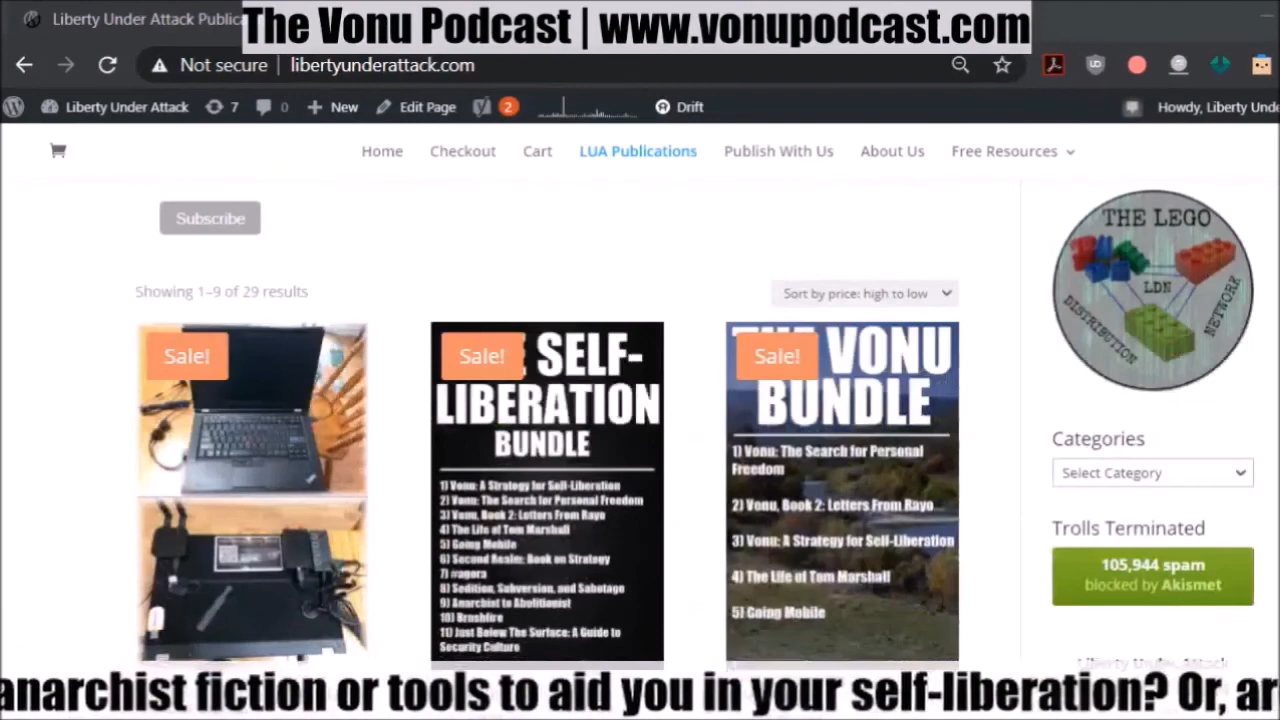 Liberty Under Attack Publica
The Vonu Podcast | www.vonupodcast.com
Not secure | libertyunderattack.com
Liberty Under Attack 7 0 New Edit Page 2 Drift Howdy, Liberty Unde
Home Checkout Cart LUA Publications Publish With Us About Us Free Resources
Subscribe
Showing 1–9 of 29 results
Sort by price: high to low
Sale!
Sale!
SELF-
LIBERATION
BUNDLE
1) Vonu: A Strategy for Self-Liberation
2) Vonu: The Search for Personal Freedom
3) Vonu, Book 2: Letters From Rayo
4) The Life of Tom Marshall
5) Going Mobile
6) Second Realm: Book on Strategy
7) #agora
8) Sedition, Subversion, and Sabotage
9) Anarchist to Abolitionist
10) Brushfire
11) Just Below The Surface: A Guide to
Security Culture
Sale!
VONU
BUNDLE
1) Vonu: The Search for Personal
Freedom
2) Vonu, Book 2: Letters From Rayo
3) Vonu: A Strategy for Self-Liberation
4) The Life of Tom Marshall
5) Going Mobile
THE LEGO
LDN
DISTRIBUTION
NETWORK
Categories
Select Category
Trolls Terminated
105,944 spam
blocked by Akismet
Liberty Under Attack
anarchist fiction or tools to aid you in your self-liberation? Or, ar